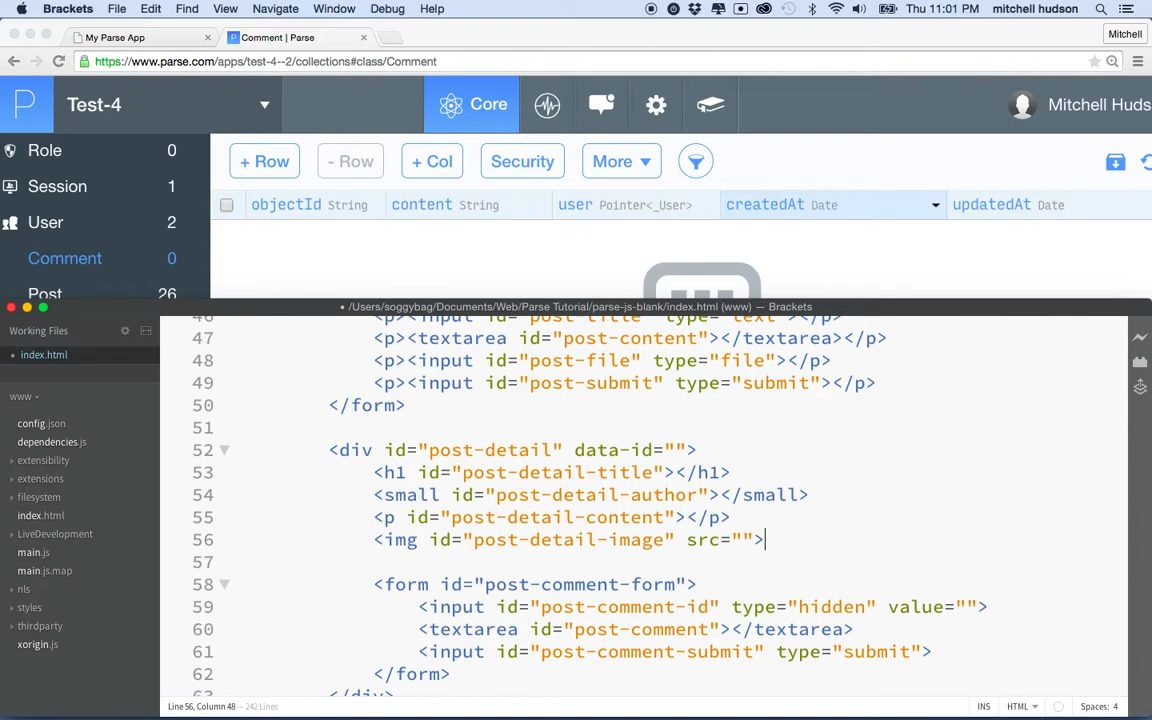 Brackets File Edit Find View Navigate Window Debug Help Thu 11:01 PM mitchell hudson
My Parse App Comment | Parse Mitchell
https://www.parse.com/apps/test-4--2/collections#class/Comment
P Test-4 Core Mitchell Huds
Role 0
+ Row - Row + Col Security More
Session 1
objectId String content String user Pointer<_User> createdAt Date updatedAt Date
User 2
Comment 0
Post 26
• /Users/soggybag/Documents/Web/Parse Tutorial/parse-js-blank/index.html (www) — Brackets
Working Files
• index.html
www
config.json
dependencies.js
extensibility
extensions
filesystem
index.html
LiveDevelopment
main.js
main.js.map
nls
styles
thirdparty
xorigin.js
46 <p><input id="post-title" type="text"></p>
47 <p><textarea id="post-content"></textarea></p>
48 <p><input id="post-file" type="file"></p>
49 <p><input id="post-submit" type="submit"></p>
50 </form>
51
52 <div id="post-detail" data-id="">
53 <h1 id="post-detail-title"></h1>
54 <small id="post-detail-author"></small>
55 <p id="post-detail-content"></p>
56 <img id="post-detail-image" src="">
57
58 <form id="post-comment-form">
59 <input id="post-comment-id" type="hidden" value="">
60 <textarea id="post-comment"></textarea>
61 <input id="post-comment-submit" type="submit">
62 </form>
63 </div>
Line 56, Column 48 — 242 Lines INS HTML Spaces: 4